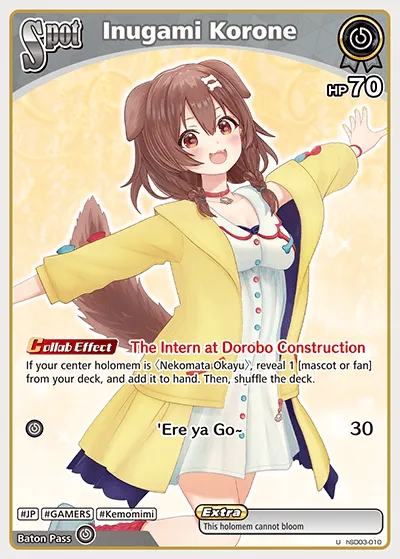 Spot
Inugami Korone
HP 70
Collab Effect The Intern at Dorobo Construction
If your center holomem is 〈Nekomata Okayu〉, reveal 1 [mascot or fan]
from your deck, and add it to hand. Then, shuffle the deck.
'Ere ya Go~ 30
#JP #GAMERS #Kemomimi
Extra
This holomem cannot bloom
Baton Pass
U hSD03-010